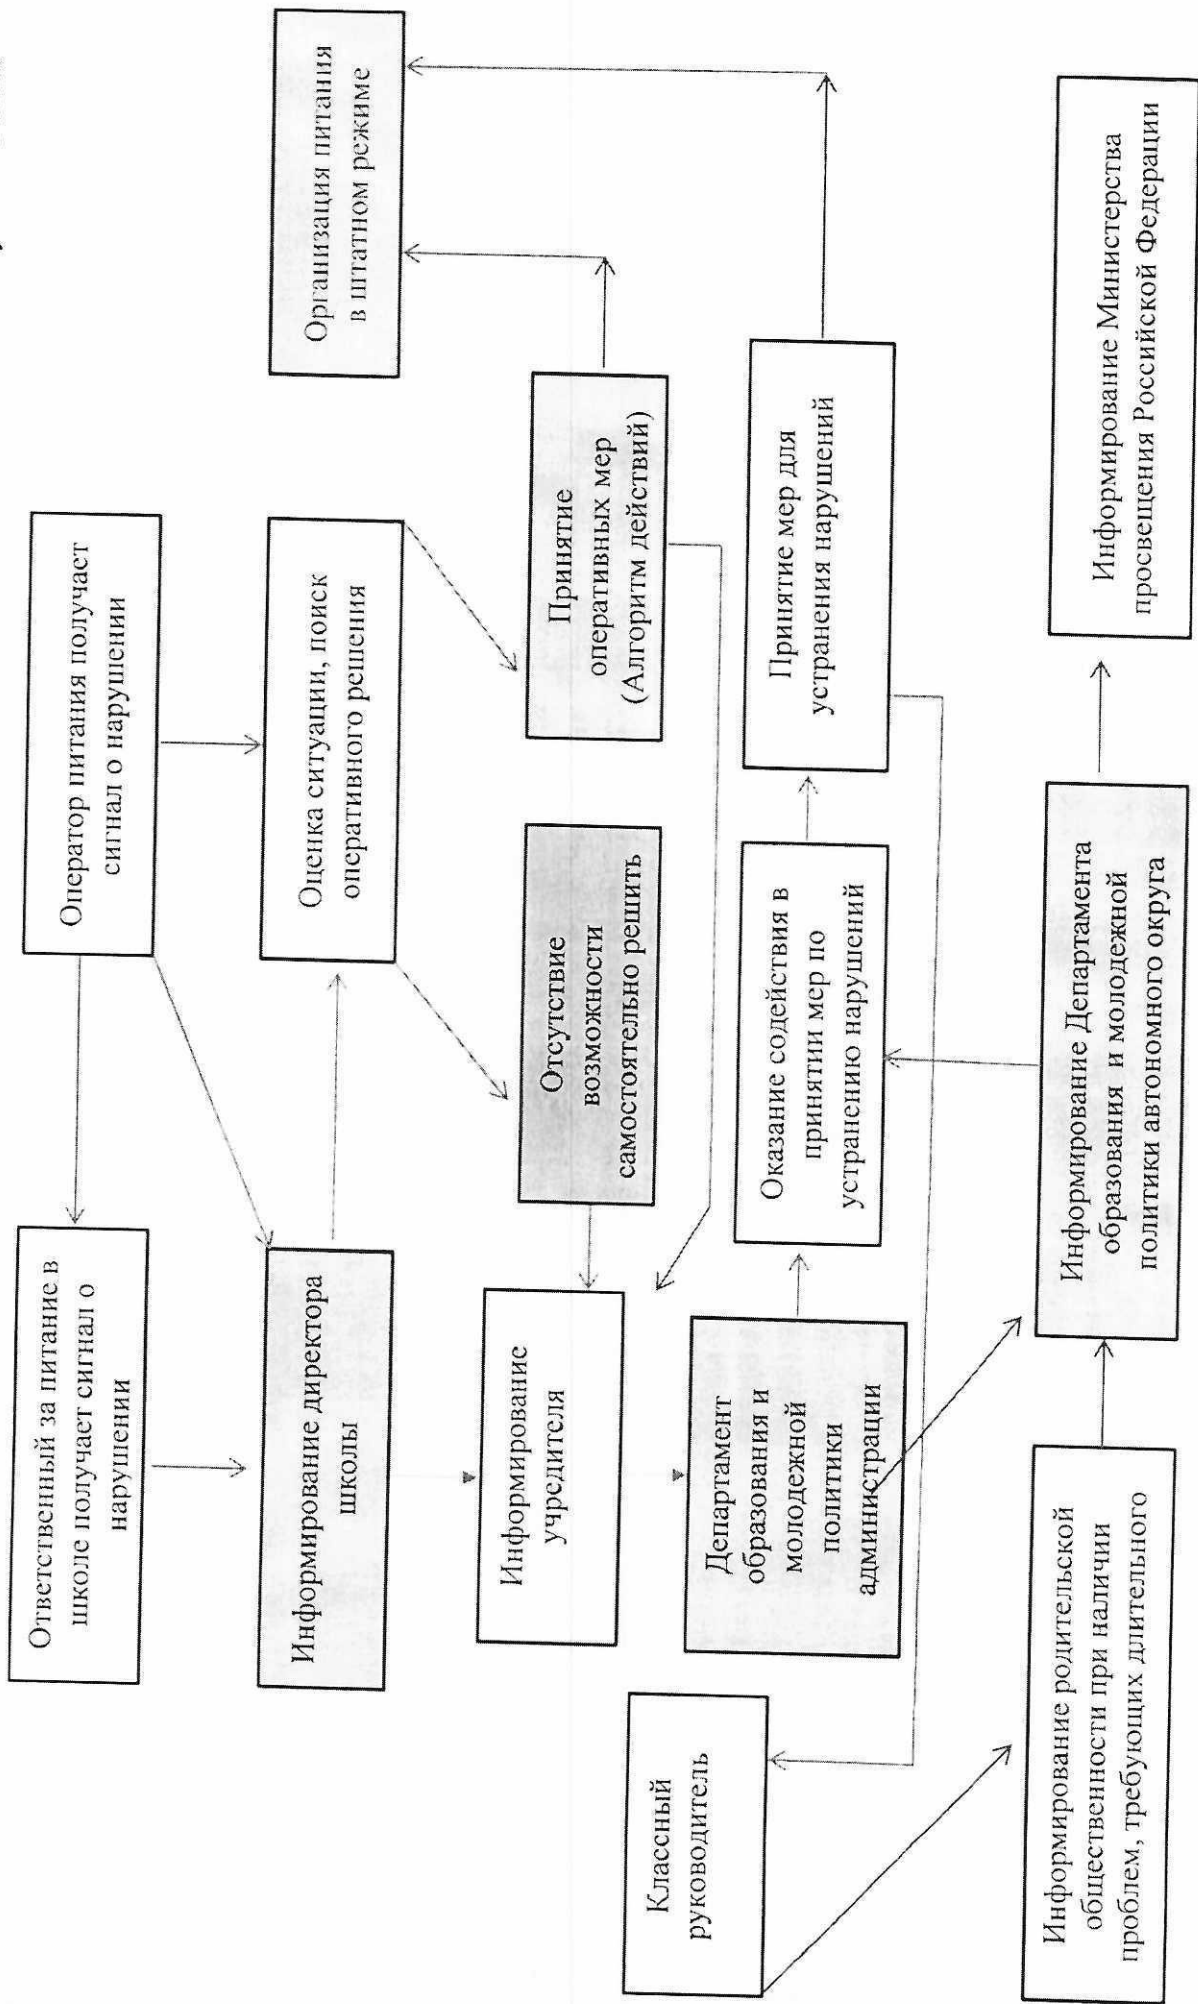 Ответственный за питание в
школе получает сигнал о
нарушении
Оператор питания получает
сигнал о нарушении
Информирование директора
школы
Оценка ситуации, поиск
оперативного решения
Организация питания
в штатном режиме
Информирование
учредителя
Отсутствие
возможности
самостоятельно решить
Принятие
оперативных мер
(Алгоритм действий)
Классный
руководитель
Департамент
образования и
молодежной
политики
администрации
Оказание содействия в
принятии мер по
устранению нарушений
Принятие мер для
устранения нарушений
Информирование родительской
общественности при наличии
проблем, требующих длительного
Информирование Департамента
образования и молодежной
политики автономного округа
Информирование Министерства
просвещения Российской Федерации